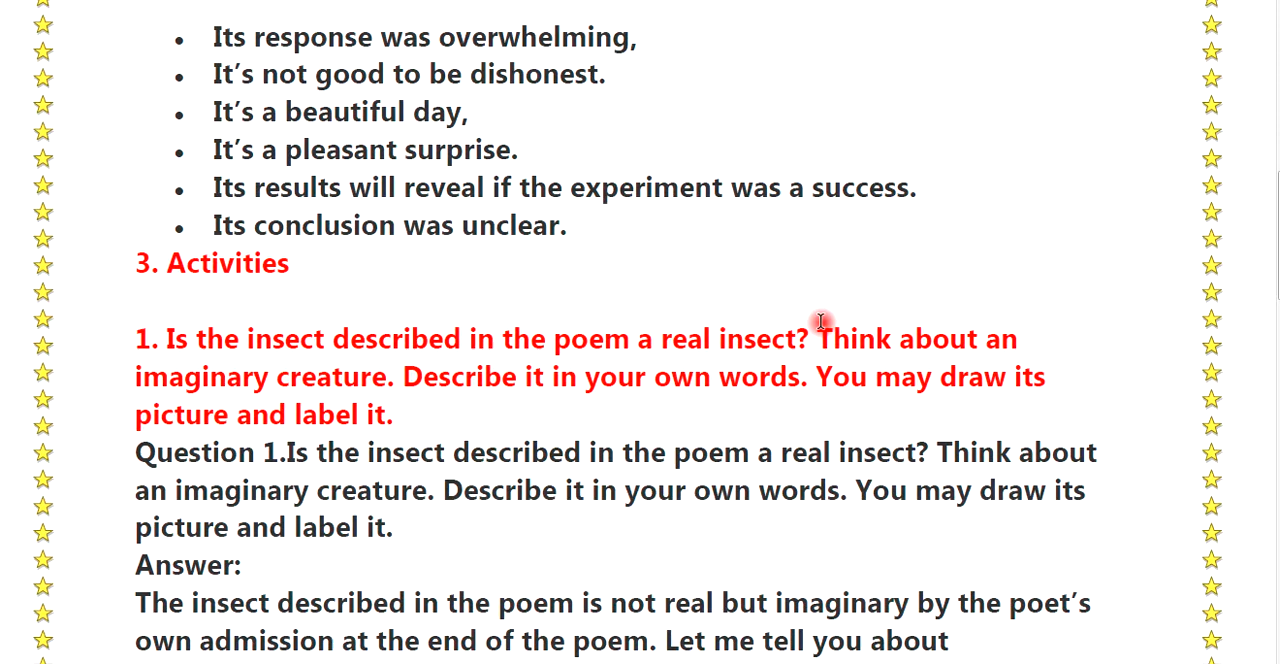 Its response was overwhelming,
It’s not good to be dishonest.
It’s a beautiful day,
It’s a pleasant surprise.
Its results will reveal if the experiment was a success.
Its conclusion was unclear.
3. Activities
1. Is the insect described in the poem a real insect? Think about an
imaginary creature. Describe it in your own words. You may draw its
picture and label it.
Question 1.Is the insect described in the poem a real insect? Think about
an imaginary creature. Describe it in your own words. You may draw its
picture and label it.
Answer:
The insect described in the poem is not real but imaginary by the poet’s
own admission at the end of the poem. Let me tell you about